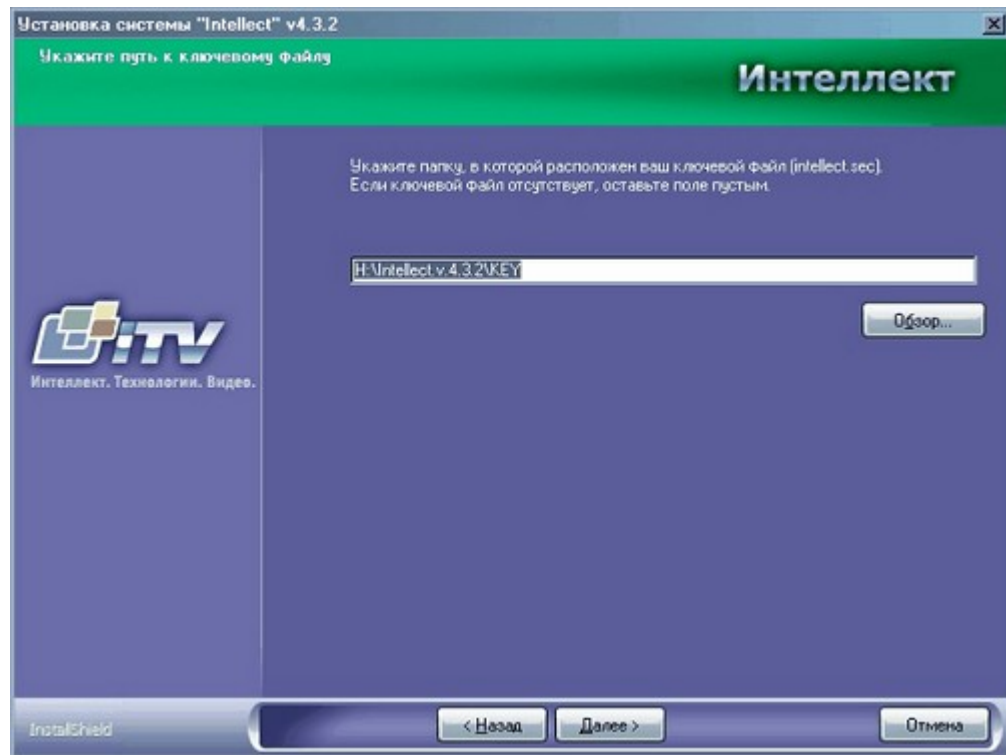 Установка системы "Intellect" v4.3.2
Укажите путь к ключевому файлу
Интеллект
Укажите папку, в которой расположен ваш ключевой файл (intellect.sec).
Если ключевой файл отсутствует, оставьте поле пустым.
H:\Intellect.v.4.3.2\KEY
Обзор...
iTV
Интеллект. Технологии. Видео.
InstallShield
< Назад
Далее >
Отмена